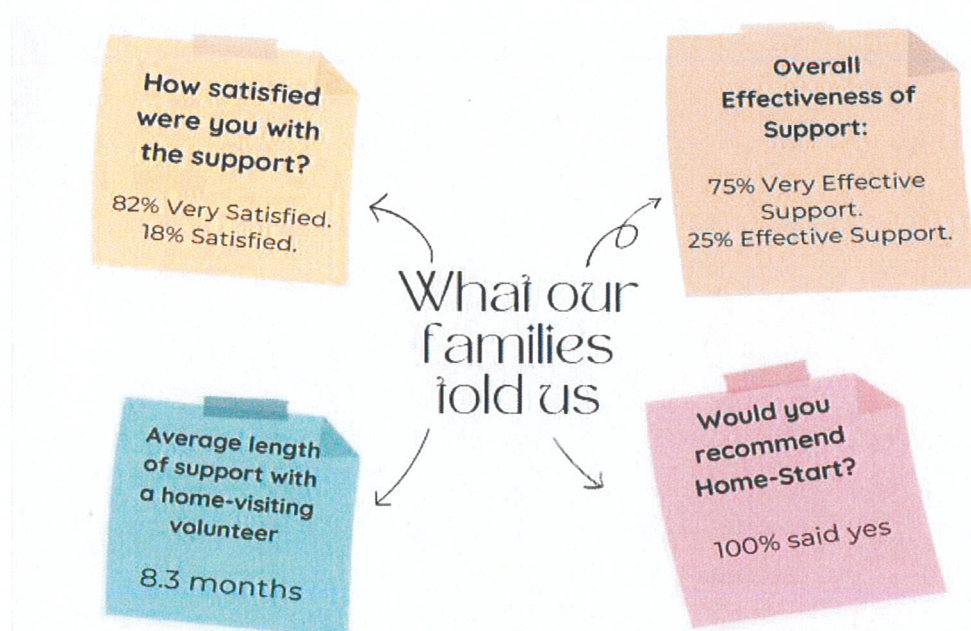 How satisfied
were you with
the support?
82% Very Satisfied.
18% Satisfied.
Overall
Effectiveness of
Support:
75% Very Effective
Support.
25% Effective Support.
What our
families
told us
Average length
of support with
a home-visiting
volunteer
8.3 months
Would you
recommend
Home-Start?
100% said yes